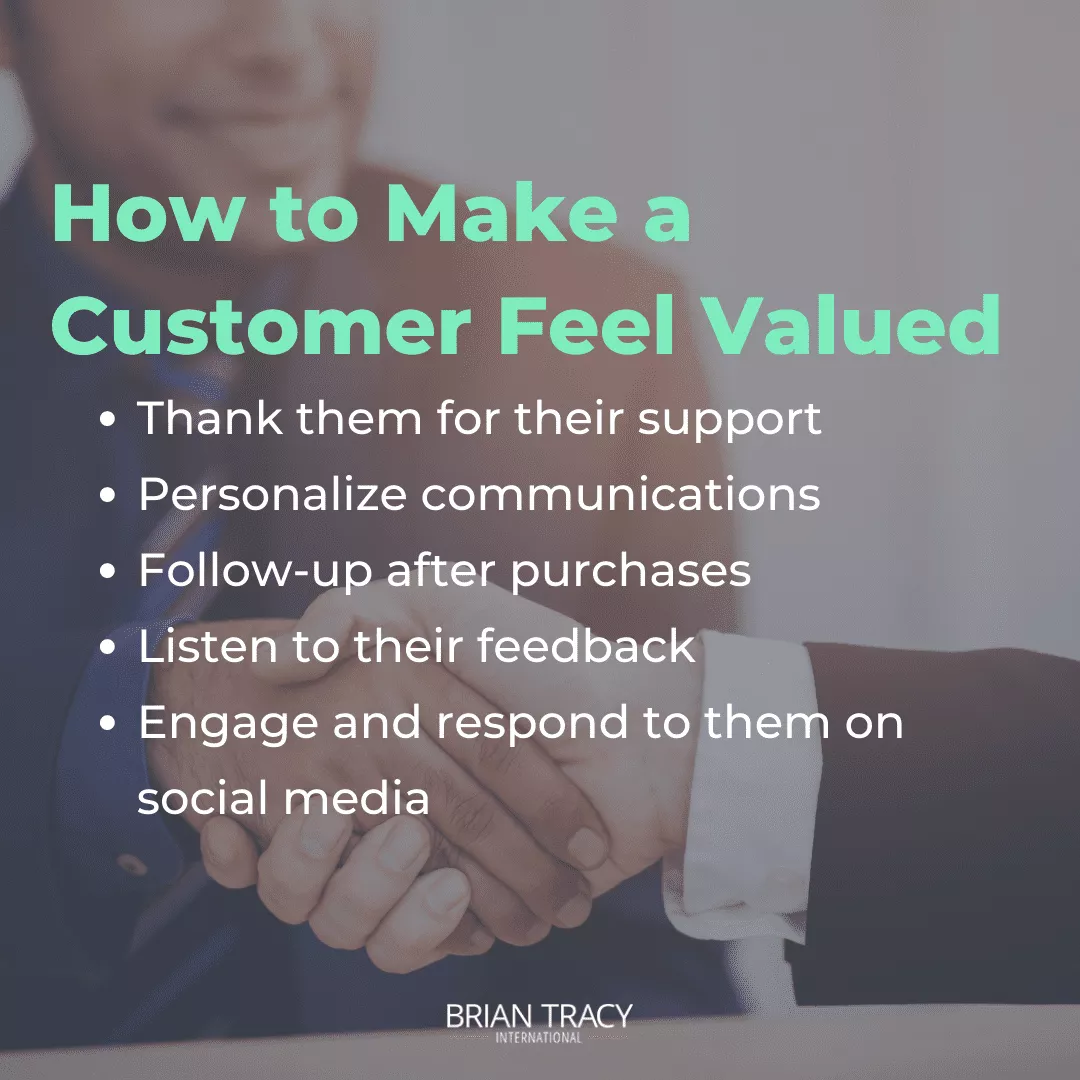 How to Make a
Customer Feel Valued
• Thank them for their support
• Personalize communications
• Follow-up after purchases
• Listen to their feedback
• Engage and respond to them on
social media
BRIAN TRACY
INTERNATIONAL